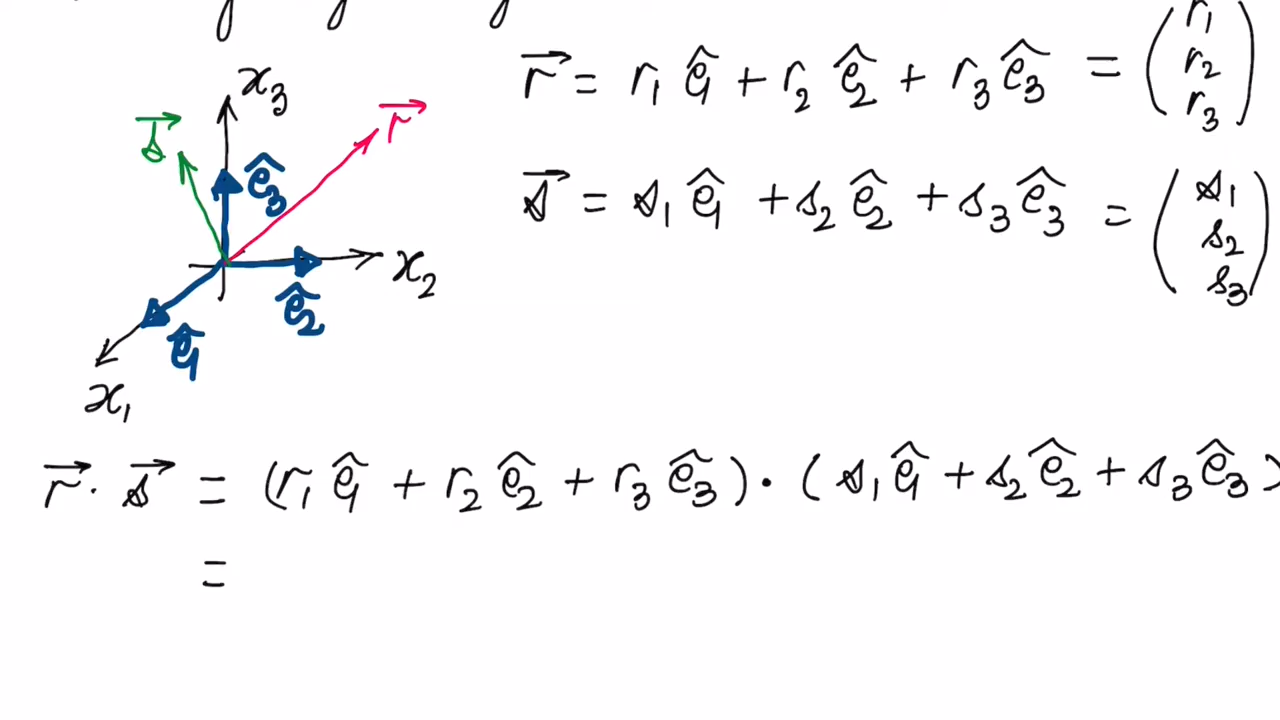 x₃
r⃗
s⃗
ê₃
x₂
ê₂
ê₁
x₁
r⃗ = r₁ ê₁ + r₂ ê₂ + r₃ ê₃ = (r₁ r₂ r₃)
s⃗ = s₁ ê₁ + s₂ ê₂ + s₃ ê₃ = (s₁ s₂ s₃)
r⃗ · s⃗ = (r₁ ê₁ + r₂ ê₂ + r₃ ê₃) · (s₁ ê₁ + s₂ ê₂ + s₃ ê₃)
=